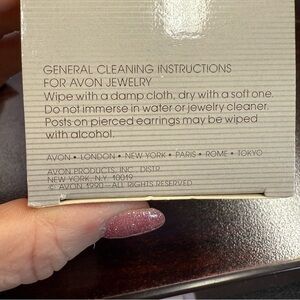 GENERAL CLEANING INSTRUCTIONS
FOR AVON JEWELRY
Wipe with a damp cloth, dry with a soft one.
Do not immerse in water or jewelry cleaner.
Posts on pierced earrings may be wiped
with alcohol.
AVON • LONDON • NEW YORK • PARIS • ROME • TOKYO
AVON PRODUCTS, INC. DISTR.
NEW YORK, N.Y. 10019
© AVON 1990—ALL RIGHTS RESERVED